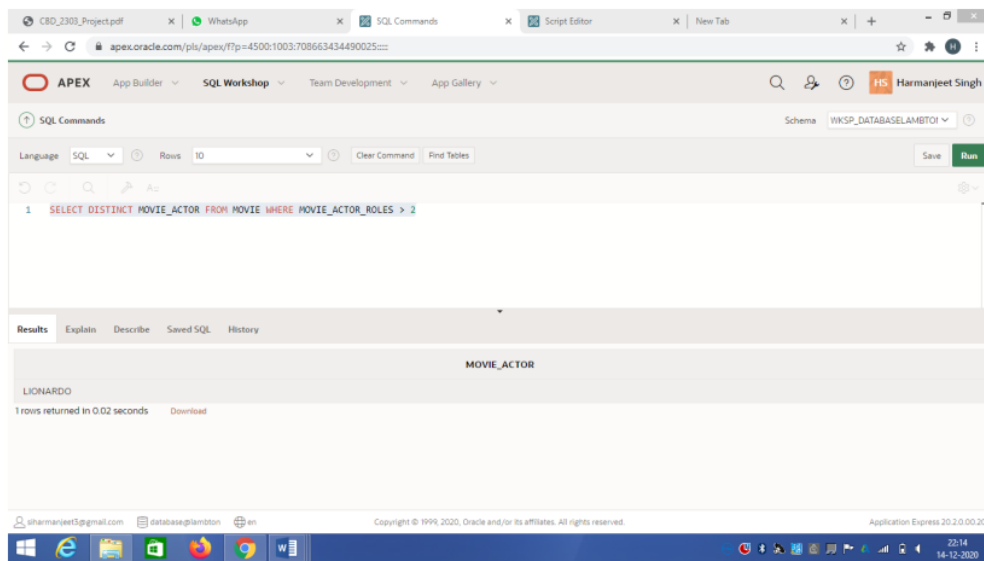 CBD_2303_Project.pdf WhatsApp SQL Commands Script Editor New Tab
apex.oracle.com/pls/apex/f?p=4500:1003:708663434490025:::::
APEX App Builder SQL Workshop Team Development App Gallery HS Harmanjeet Singh
SQL Commands Schema
Language SQL Rows 10 Clear Command Find Tables Save Run
1 SELECT DISTINCT MOVIE_ACTOR FROM MOVIE WHERE MOVIE_ACTOR_ROLES > 2
Results Explain Describe Saved SQL History
MOVIE_ACTOR
LIONARDO
1 rows returned in 0.02 seconds Download
siharmanjeet3@gmail.com database@lambton en Copyright © 1999, 2020, Oracle and/or its affiliates. All rights reserved. Application Express 20.2.0.00.20
22:14
14-12-2020